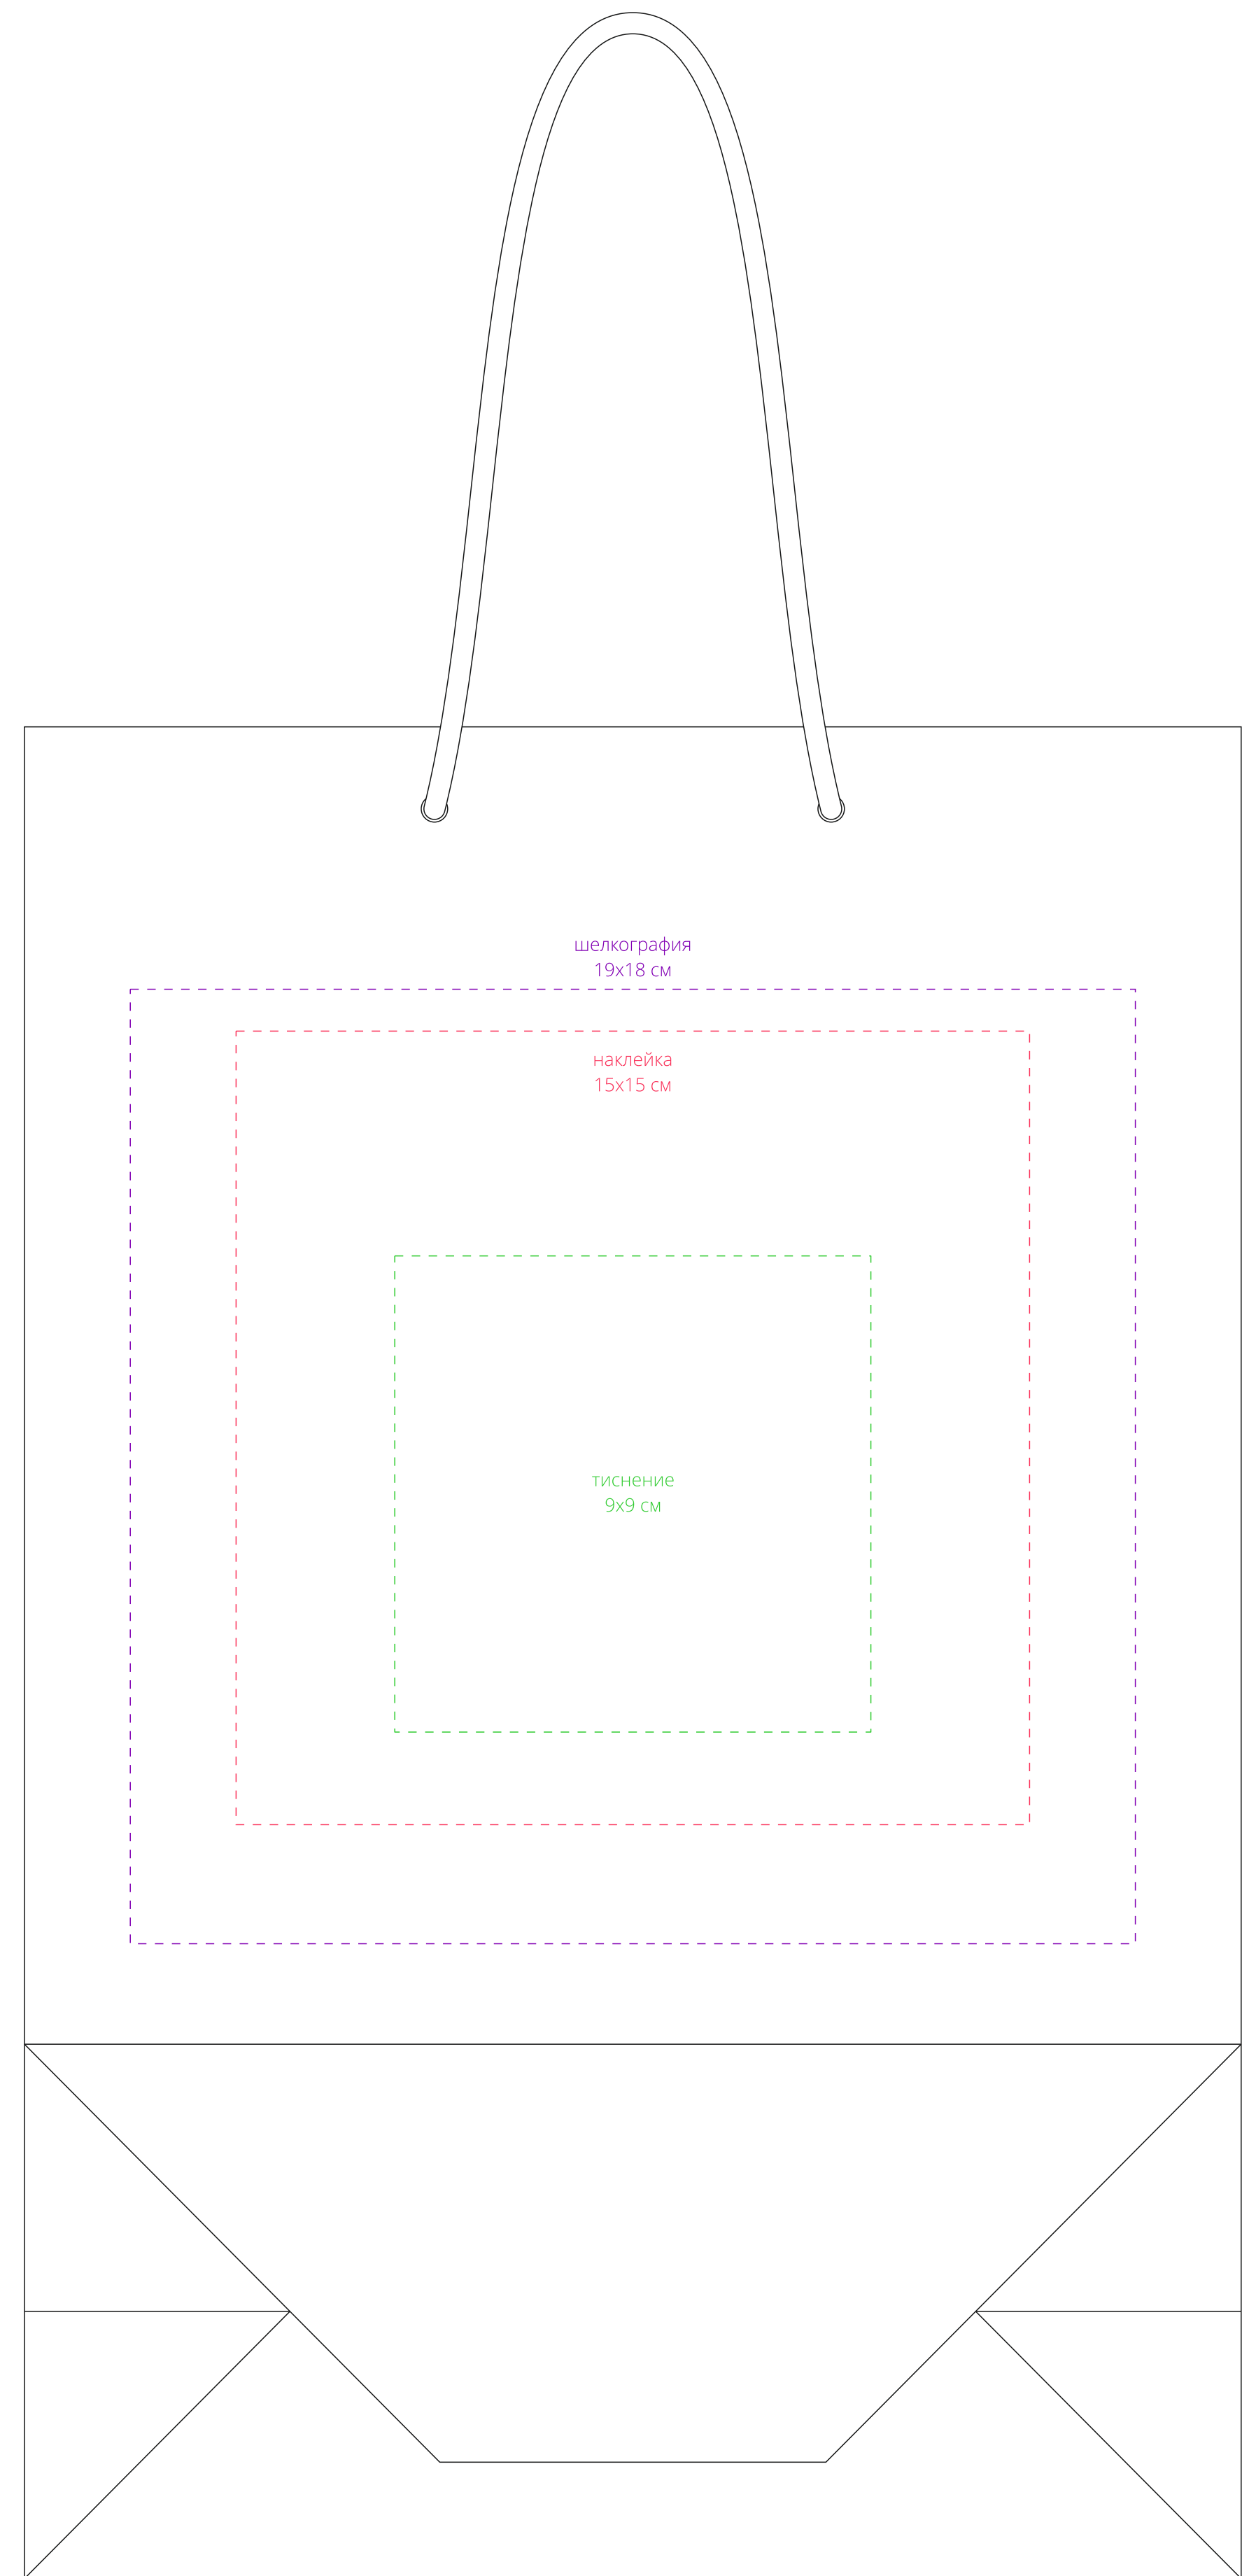 шелкография
19х18 см
наклейка
15х15 см
тиснение
9х9 см